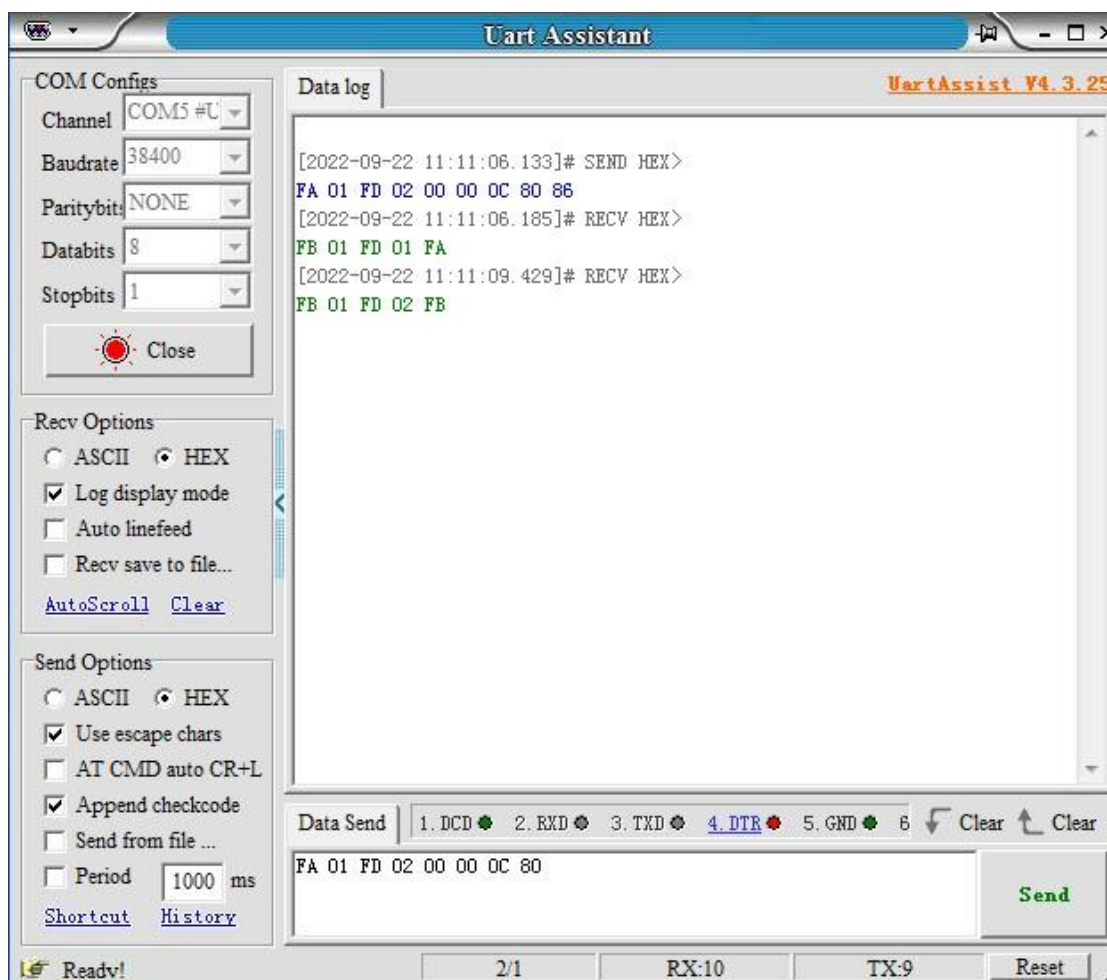 Uart Assistant
COM Configs
Channel COM5 #U
Baudrate 38400
Paritybit: NONE
Databits 8
Stopbits 1
Close
Recv Options
ASCII HEX
Log display mode
Auto linefeed
Recv save to file...
AutoScroll Clear
Send Options
ASCII HEX
Use escape chars
AT CMD auto CR+L
Append checkcode
Send from file ...
Period 1000 ms
Shortcut History
Data log
UartAssist V4.3.25
[2022-09-22 11:11:06.133]# SEND HEX>
FA 01 FD 02 00 00 0C 80 86
[2022-09-22 11:11:06.185]# RECV HEX>
FB 01 FD 01 FA
[2022-09-22 11:11:09.429]# RECV HEX>
FB 01 FD 02 FB
Data Send 1. DCD 2. RXD 3. TXD 4. DTR 5. GND 6 Clear Clear
FA 01 FD 02 00 00 0C 80
Send
Ready! 2/1 RX:10 TX:9 Reset